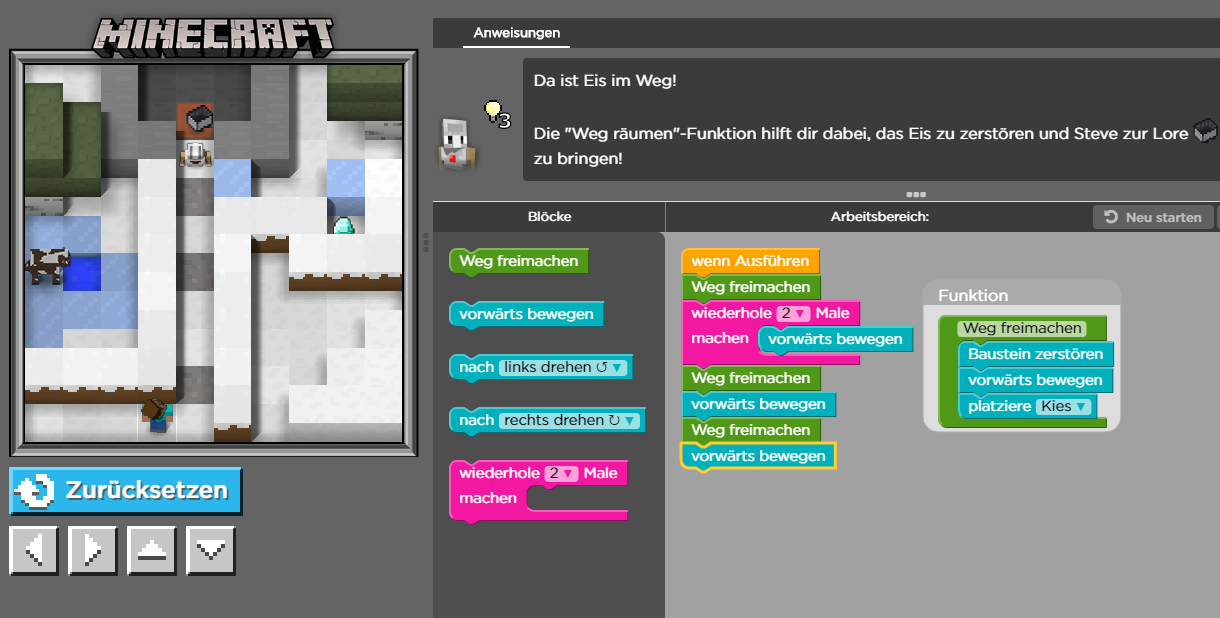 MINECRAFT
Anweisungen
Da ist Eis im Weg!
3
Die "Weg räumen"-Funktion hilft dir dabei, das Eis zu zerstören und Steve zur Lore
zu bringen!
Blöcke
Arbeitsbereich:
Neu starten
Weg freimachen
vorwärts bewegen
nach links drehen ↺ ▼
nach rechts drehen ↻ ▼
wiederhole 2 ▼ Male
machen
wenn Ausführen
Weg freimachen
wiederhole 2 ▼ Male
machen vorwärts bewegen
Weg freimachen
vorwärts bewegen
Weg freimachen
vorwärts bewegen
Funktion
Weg freimachen
Baustein zerstören
vorwärts bewegen
platziere Kies ▼
Zurücksetzen